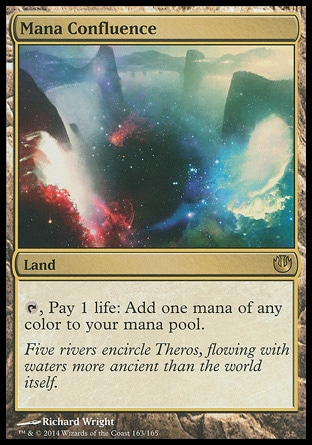 Mana Confluence
Land
, Pay 1 life: Add one mana of any
color to your mana pool.
Five rivers encircle Theros, flowing with
waters more ancient than the world
itself.
Richard Wright
™ & © 2014 Wizards of the Coast 163/165